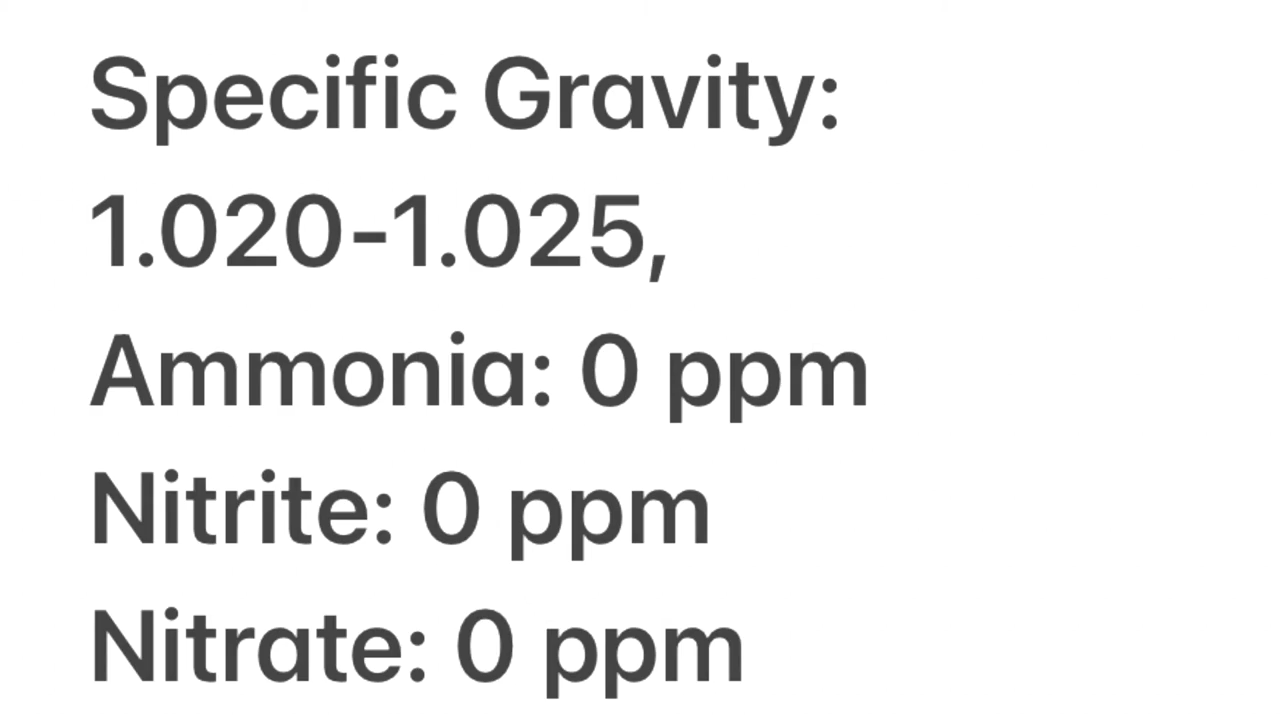 Specific Gravity:
1.020-1.025,
Ammonia: 0 ppm
Nitrite: 0 ppm
Nitrate: 0 ppm